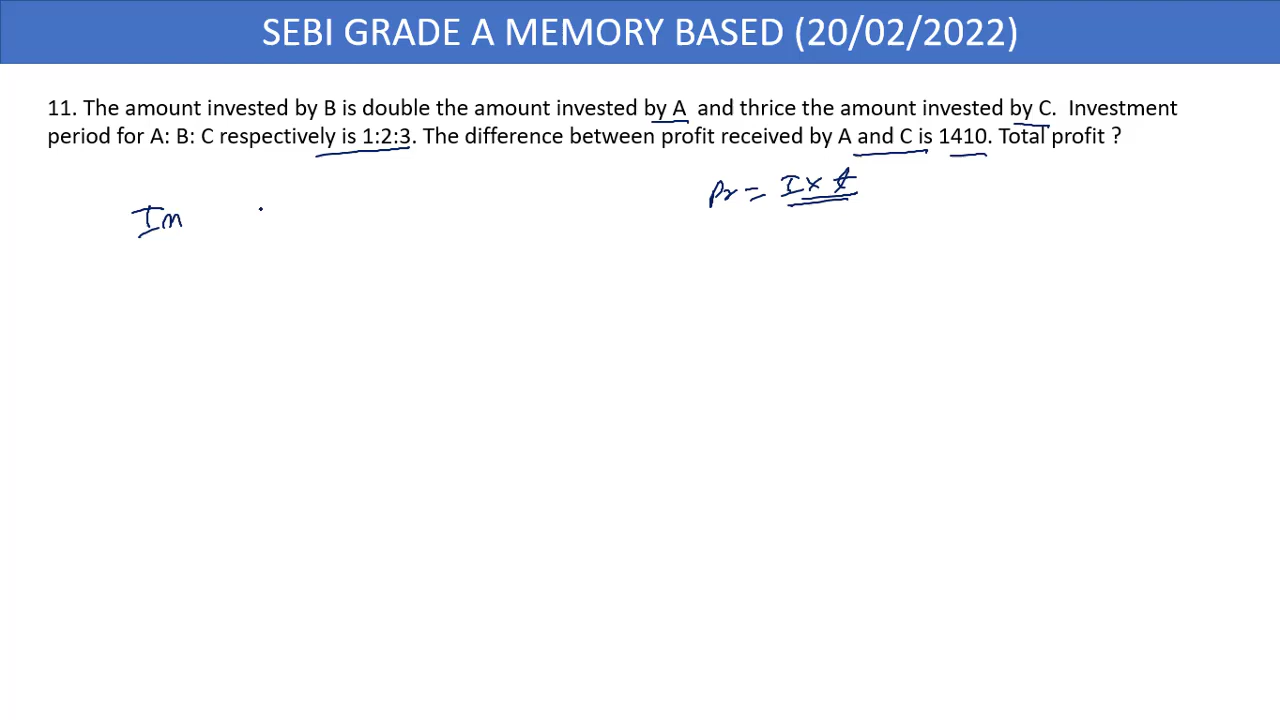 SEBI GRADE A MEMORY BASED (20/02/2022)
11. The amount invested by B is double the amount invested by A and thrice the amount invested by C. Investment
period for A: B: C respectively is 1:2:3. The difference between profit received by A and C is 1410. Total profit ?
Pr = I x t
In